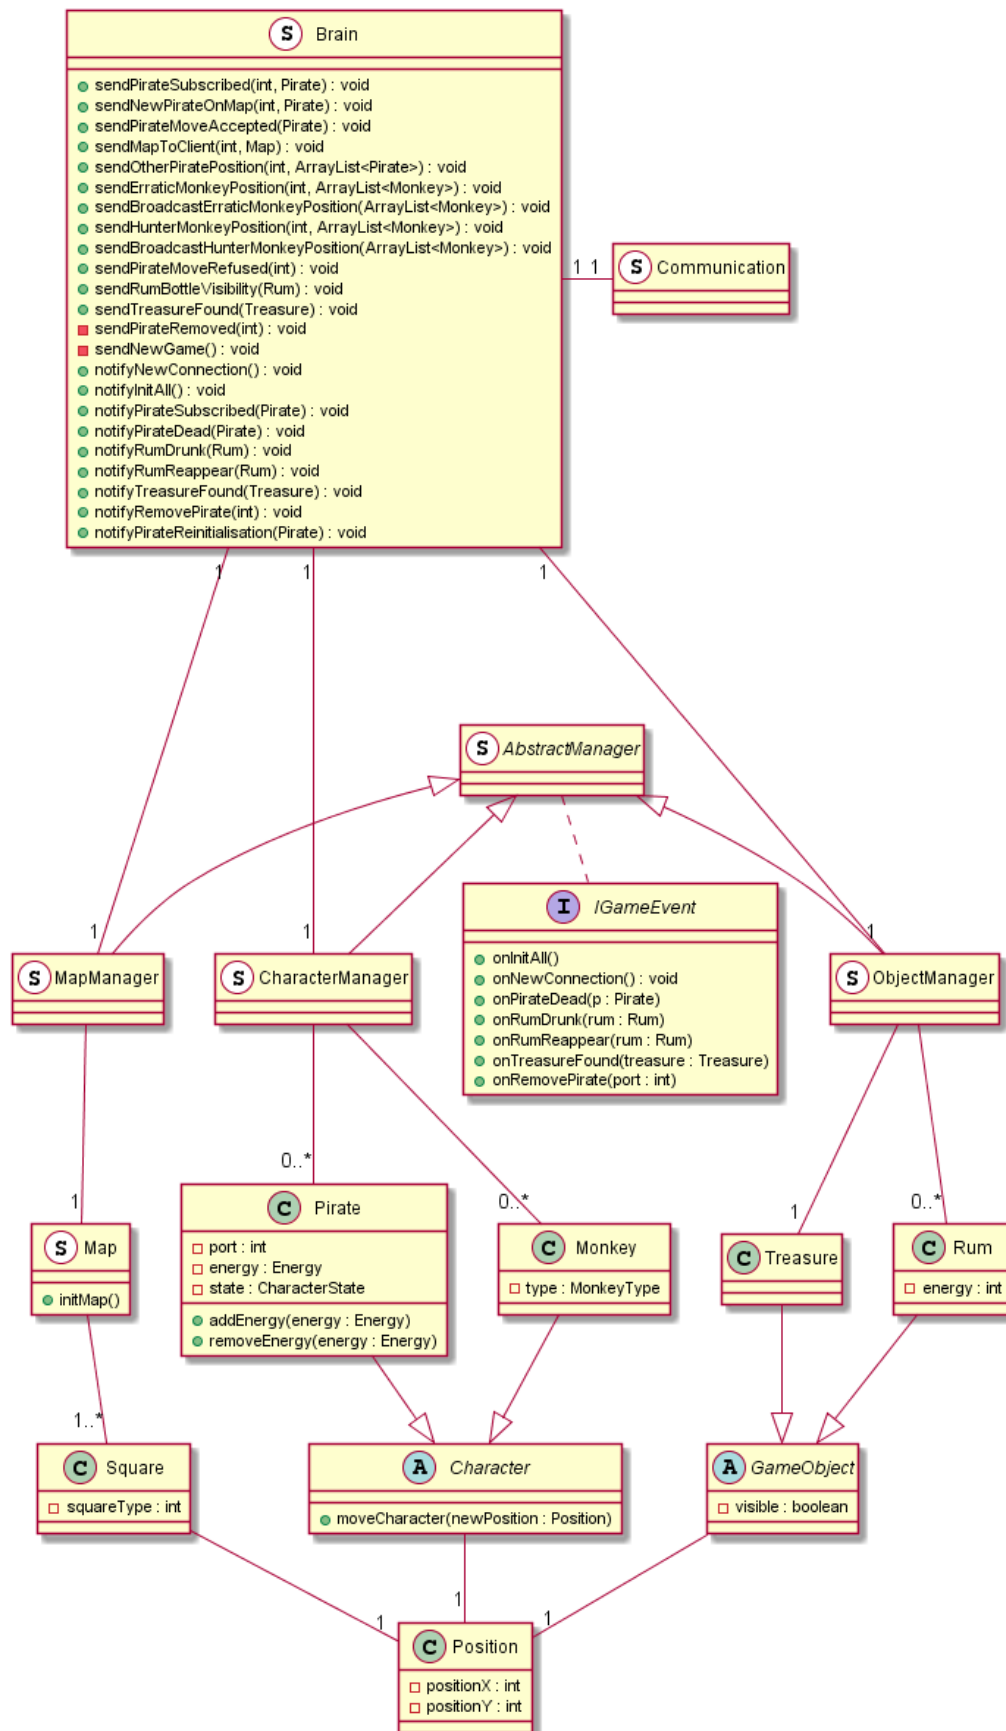 S Brain
sendPirateSubscribed(int, Pirate) : void
sendNewPirateOnMap(int, Pirate) : void
sendPirateMoveAccepted(Pirate) : void
sendMapToClient(int, Map) : void
sendOtherPiratePosition(int, ArrayList<Pirate>) : void
sendErraticMonkeyPosition(int, ArrayList<Monkey>) : void
sendBroadcastErraticMonkeyPosition(ArrayList<Monkey>) : void
sendHunterMonkeyPosition(int, ArrayList<Monkey>) : void
sendBroadcastHunterMonkeyPosition(ArrayList<Monkey>) : void
sendPirateMoveRefused(int) : void
sendRumBottleVisibility(Rum) : void
sendTreasureFound(Treasure) : void
sendPirateRemoved(int) : void
sendNewGame() : void
notifyNewConnection() : void
notifyInitAll() : void
notifyPirateSubscribed(Pirate) : void
notifyPirateDead(Pirate) : void
notifyRumDrunk(Rum) : void
notifyRumReappear(Rum) : void
notifyTreasureFound(Treasure) : void
notifyRemovePirate(int) : void
notifyPirateReinitialisation(Pirate) : void
1 1
S Communication
1 1 1
S AbstractManager
I IGameEvent
onInitAll()
onNewConnection() : void
onPirateDead(p : Pirate)
onRumDrunk(rum : Rum)
onRumReappear(rum : Rum)
onTreasureFound(treasure : Treasure)
onRemovePirate(port : int)
1 1 1
S MapManager
S CharacterManager
S ObjectManager
1 0..* 0..* 1 0..*
S Map
initMap()
C Pirate
port : int
energy : Energy
state : CharacterState
addEnergy(energy : Energy)
removeEnergy(energy : Energy)
C Monkey
type : MonkeyType
C Treasure
C Rum
energy : int
1..*
C Square
squareType : int
A Character
moveCharacter(newPosition : Position)
A GameObject
visible : boolean
1 1 1
C Position
positionX : int
positionY : int